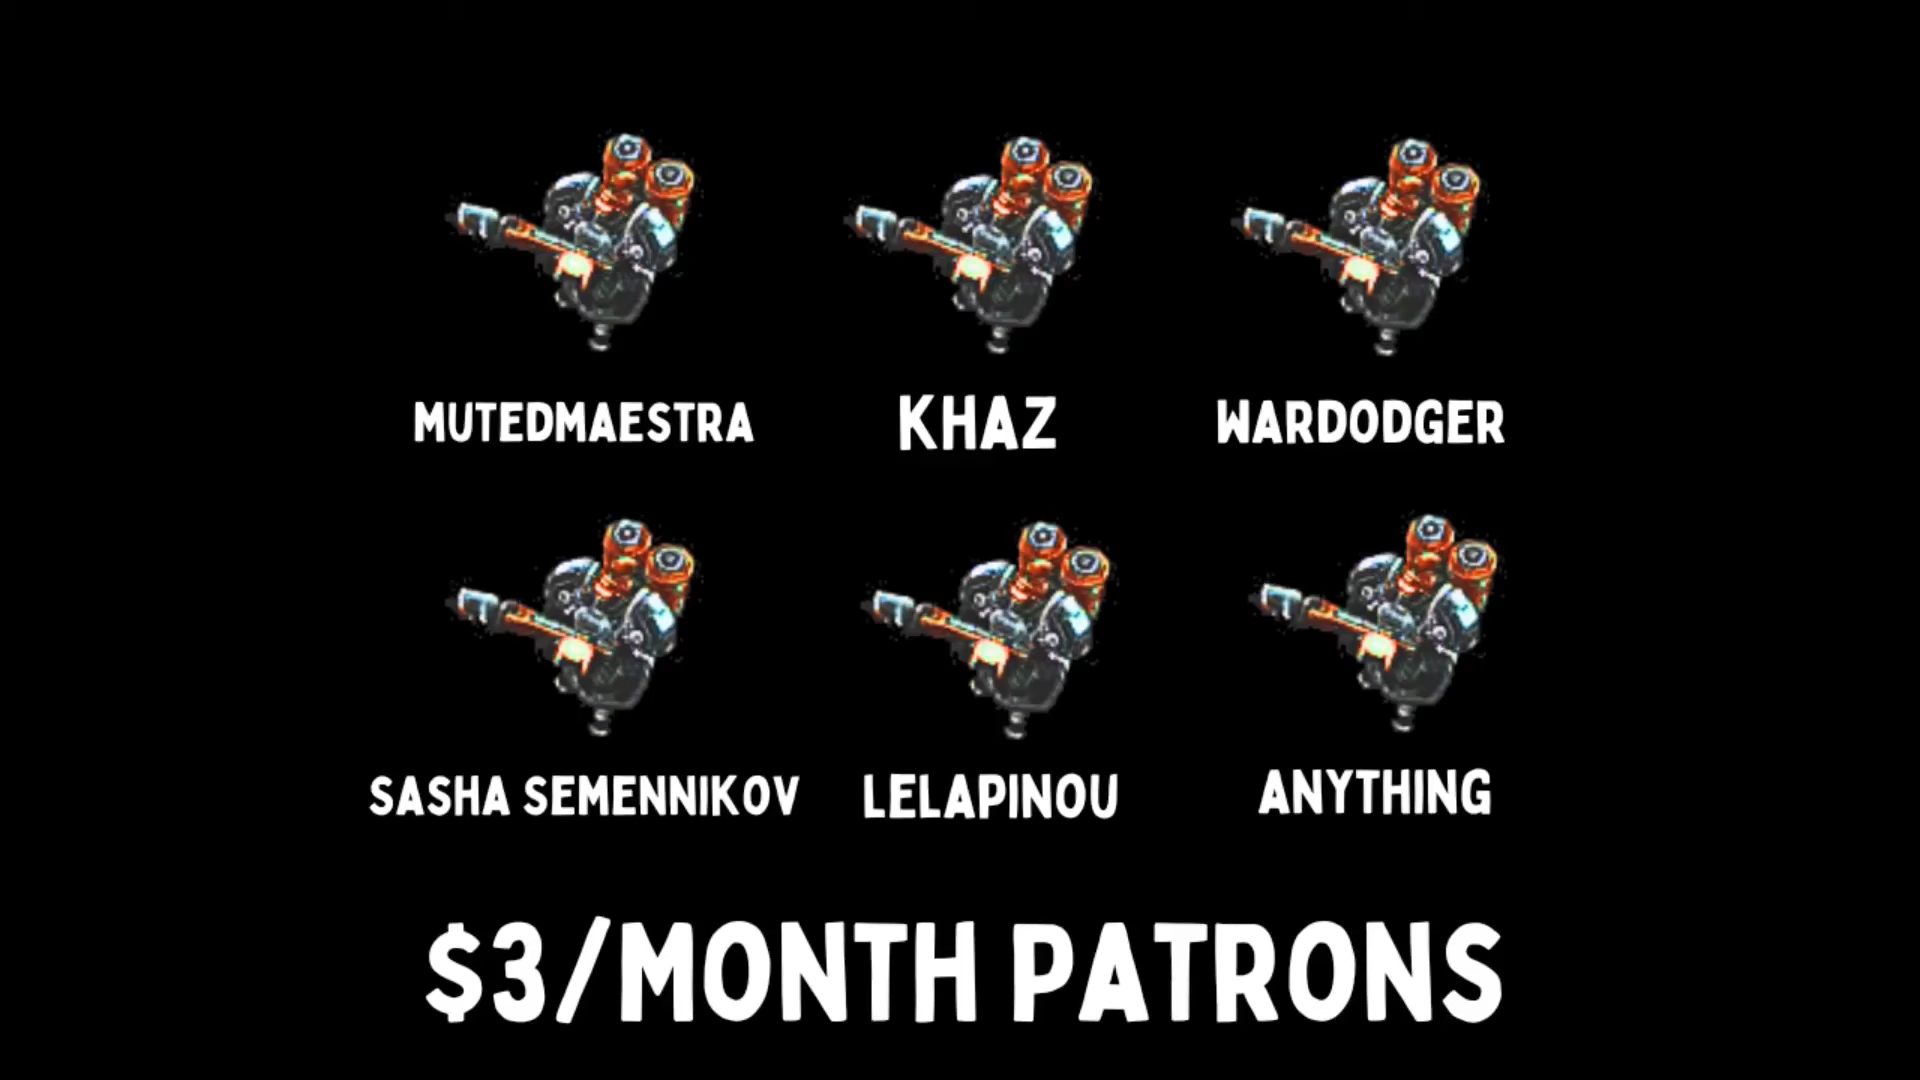 MUTEDMAESTRA
KHAZ
WARDODGER
SASHA SEMENNIKOV
LELAPINOU
ANYTHING
$3/MONTH PATRONS